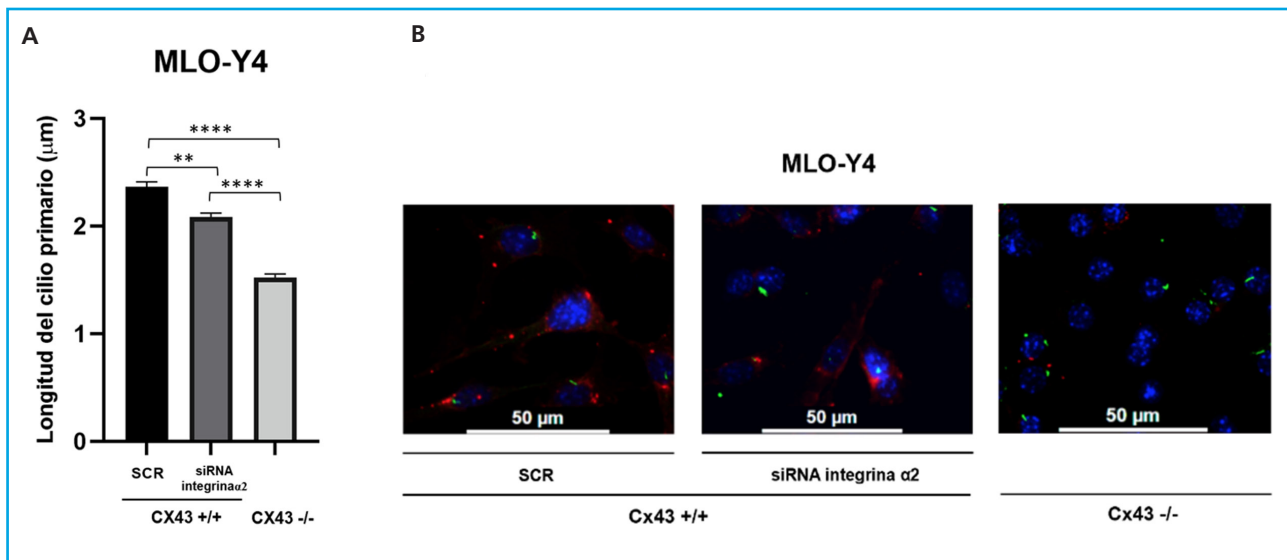 A
MLO-Y4
Longitud del cilio primario (µm)
3
2
1
0
****
**
****
SCR
siRNA
integrinaα2
CX43 +/+
CX43 -/-
B
MLO-Y4
50 µm
50 µm
50 µm
SCR
siRNA integrina α2
Cx43 +/+
Cx43 -/-